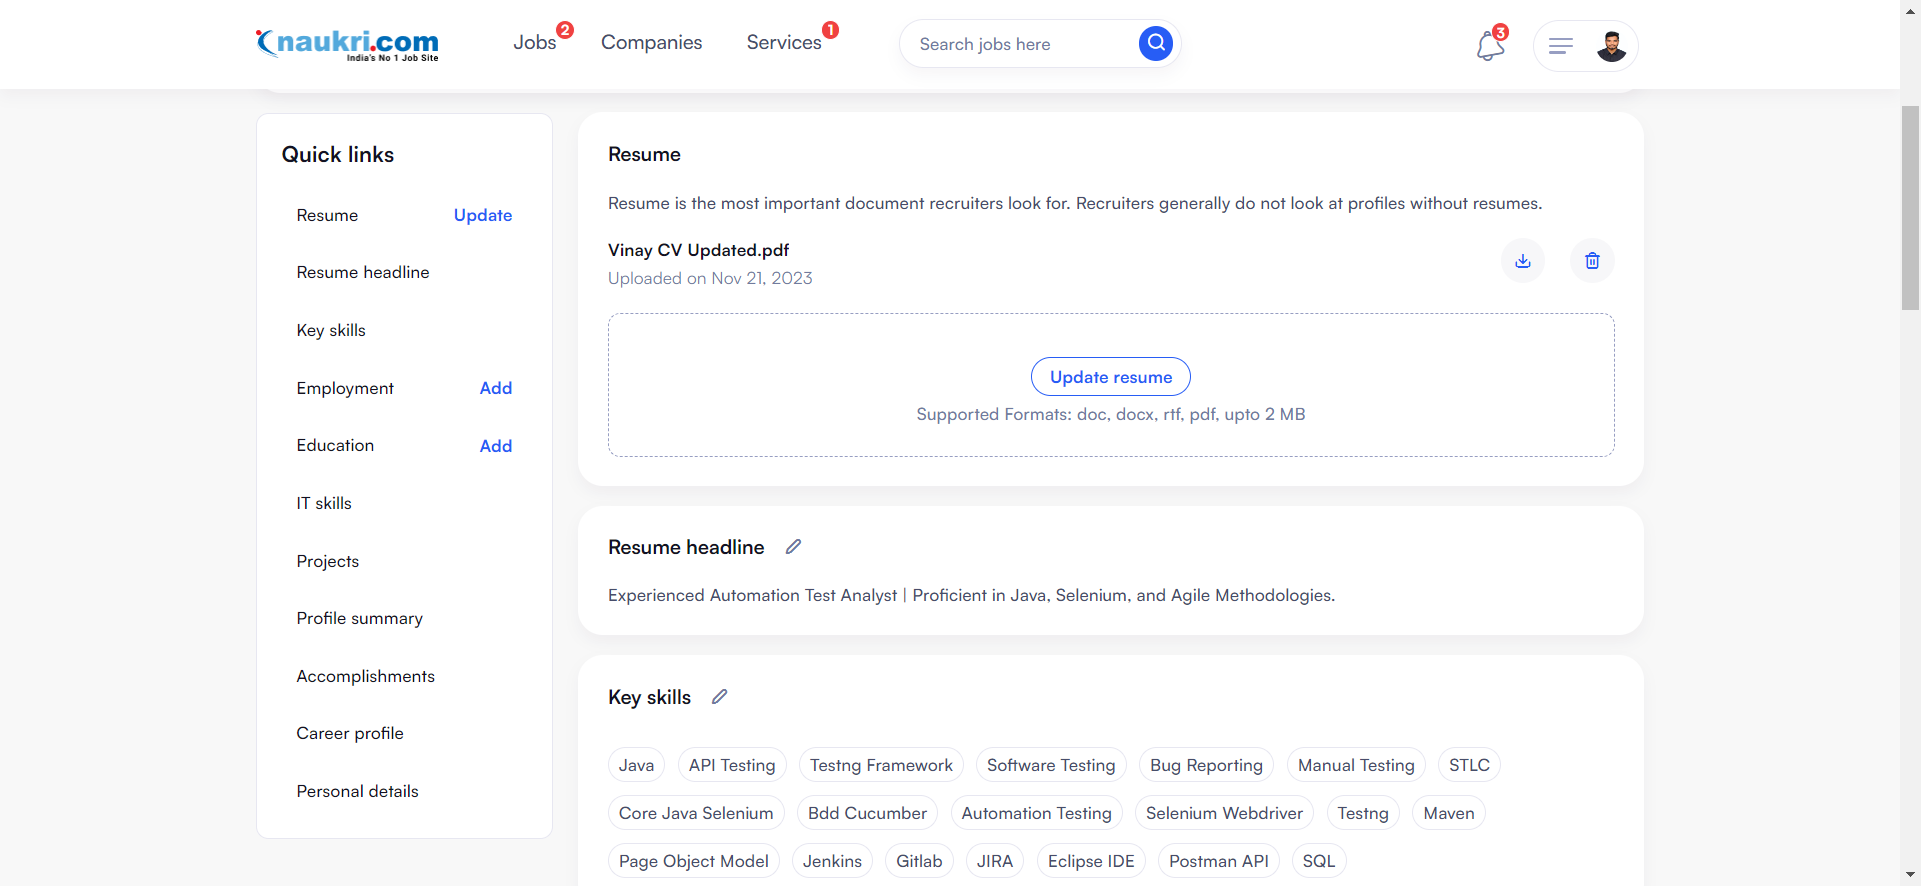 naukri.com
India's No 1 Job Site
Jobs 2
Companies
Services 1
Search jobs here
3
Quick links
Resume Update
Resume headline
Key skills
Employment Add
Education Add
IT skills
Projects
Profile summary
Accomplishments
Career profile
Personal details
Resume
Resume is the most important document recruiters look for. Recruiters generally do not look at profiles without resumes.
Vinay CV Updated.pdf
Uploaded on Nov 21, 2023
Update resume
Supported Formats: doc, docx, rtf, pdf, upto 2 MB
Resume headline
Experienced Automation Test Analyst | Proficient in Java, Selenium, and Agile Methodologies.
Key skills
Java API Testing Testng Framework Software Testing Bug Reporting Manual Testing STLC
Core Java Selenium Bdd Cucumber Automation Testing Selenium Webdriver Testng Maven
Page Object Model Jenkins Gitlab JIRA Eclipse IDE Postman API SQL